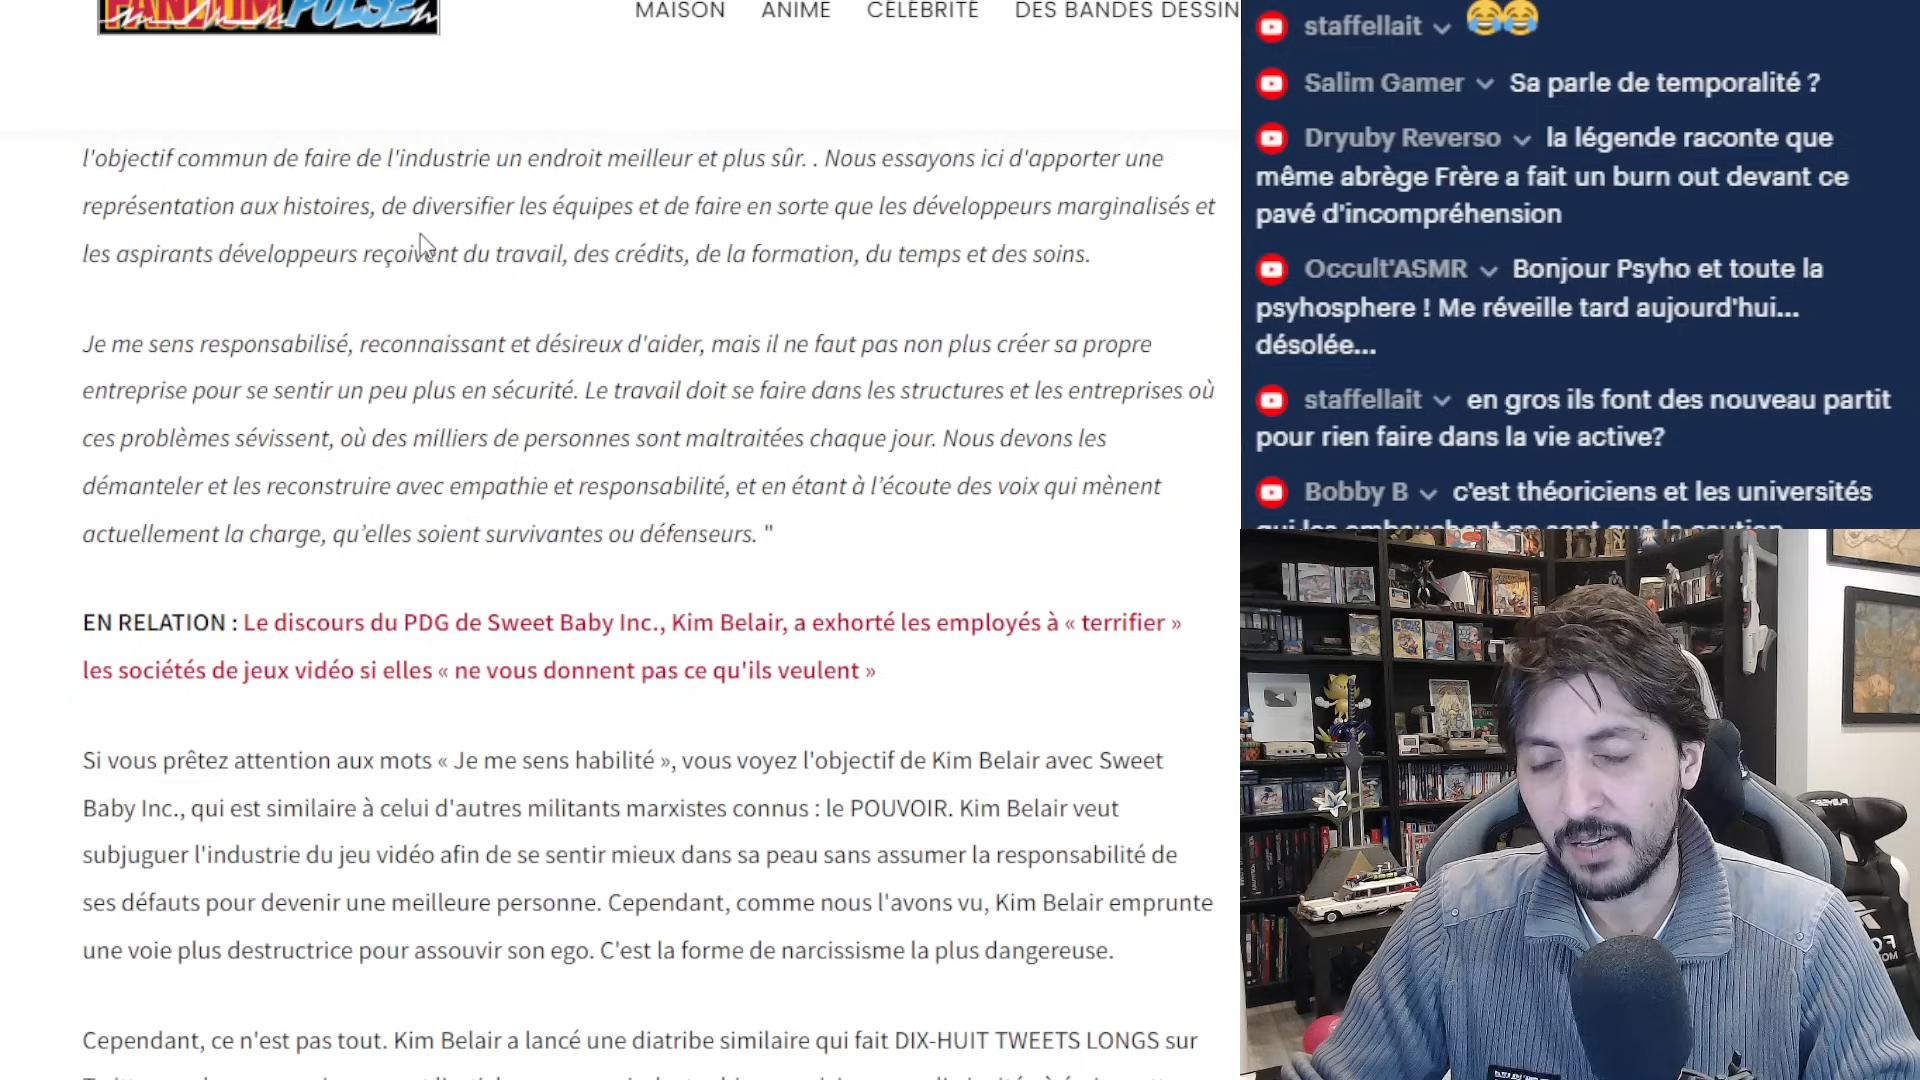 FANDOM PULSE
MAISON ANIME CÉLÉBRITÉ DES BANDES DESSIN
l'objectif commun de faire de l'industrie un endroit meilleur et plus sûr. . Nous essayons ici d'apporter une
représentation aux histoires, de diversifier les équipes et de faire en sorte que les développeurs marginalisés et
les aspirants développeurs reçoivent du travail, des crédits, de la formation, du temps et des soins.
Je me sens responsabilisé, reconnaissant et désireux d'aider, mais il ne faut pas non plus créer sa propre
entreprise pour se sentir un peu plus en sécurité. Le travail doit se faire dans les structures et les entreprises où
ces problèmes sévissent, où des milliers de personnes sont maltraitées chaque jour. Nous devons les
démanteler et les reconstruire avec empathie et responsabilité, et en étant à l’écoute des voix qui mènent
actuellement la charge, qu’elles soient survivantes ou défenseurs. "
EN RELATION : Le discours du PDG de Sweet Baby Inc., Kim Belair, a exhorté les employés à « terrifier »
les sociétés de jeux vidéo si elles « ne vous donnent pas ce qu'ils veulent »
Si vous prêtez attention aux mots « Je me sens habilité », vous voyez l'objectif de Kim Belair avec Sweet
Baby Inc., qui est similaire à celui d'autres militants marxistes connus : le POUVOIR. Kim Belair veut
subjuguer l'industrie du jeu vidéo afin de se sentir mieux dans sa peau sans assumer la responsabilité de
ses défauts pour devenir une meilleure personne. Cependant, comme nous l'avons vu, Kim Belair emprunte
une voie plus destructrice pour assouvir son ego. C'est la forme de narcissisme la plus dangereuse.
Cependant, ce n'est pas tout. Kim Belair a lancé une diatribe similaire qui fait DIX-HUIT TWEETS LONGS sur
staffellait 😂😂
Salim Gamer Sa parle de temporalité ?
Dryuby Reverso la légende raconte que
même abrège Frère a fait un burn out devant ce
pavé d'incompréhension
Occult'ASMR Bonjour Psyho et toute la
psyhosphere ! Me réveille tard aujourd'hui...
désolée...
staffellait en gros ils font des nouveau partit
pour rien faire dans la vie active?
Bobby B c'est théoriciens et les universités
qui les embauchent ne sont que la caution